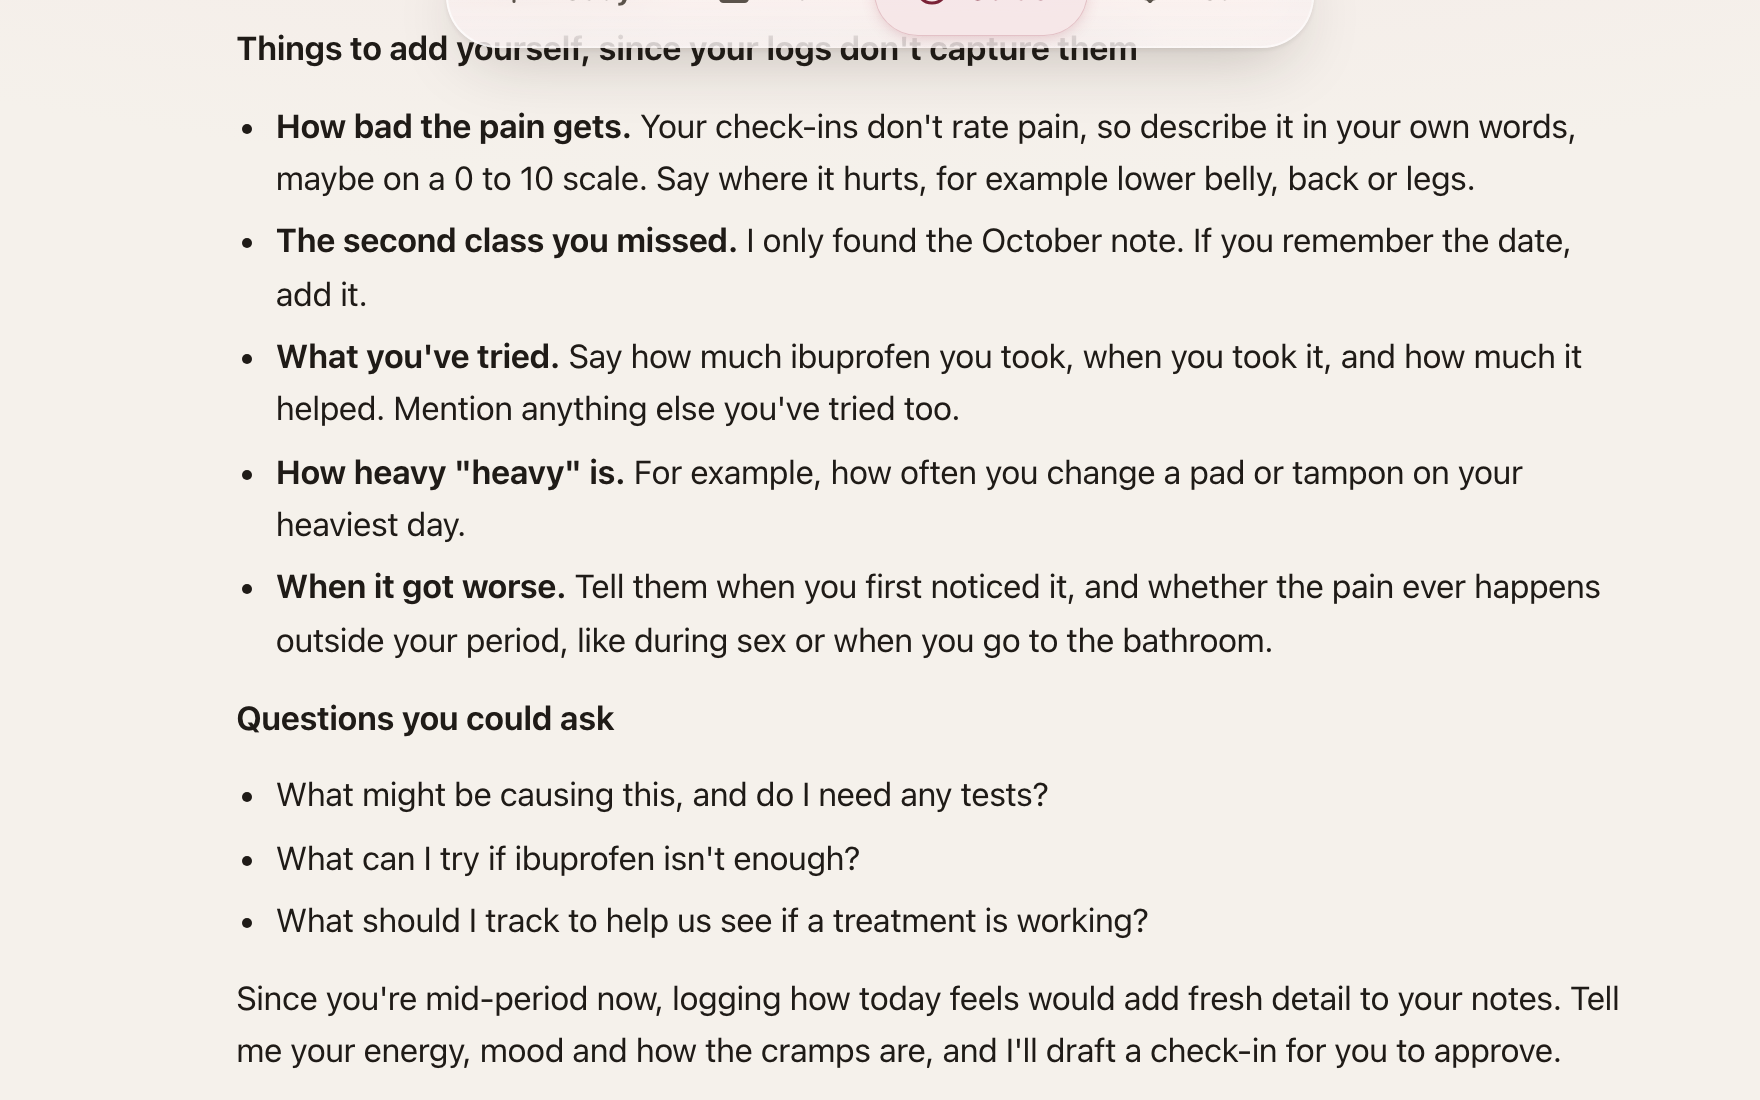 Things to add yourself, since your logs don't capture them
How bad the pain gets. Your check-ins don't rate pain, so describe it in your own words,
maybe on a 0 to 10 scale. Say where it hurts, for example lower belly, back or legs.
The second class you missed. I only found the October note. If you remember the date,
add it.
What you've tried. Say how much ibuprofen you took, when you took it, and how much it
helped. Mention anything else you've tried too.
How heavy "heavy" is. For example, how often you change a pad or tampon on your
heaviest day.
When it got worse. Tell them when you first noticed it, and whether the pain ever happens
outside your period, like during sex or when you go to the bathroom.
Questions you could ask
What might be causing this, and do I need any tests?
What can I try if ibuprofen isn't enough?
What should I track to help us see if a treatment is working?
Since you're mid-period now, logging how today feels would add fresh detail to your notes. Tell
me your energy, mood and how the cramps are, and I'll draft a check-in for you to approve.